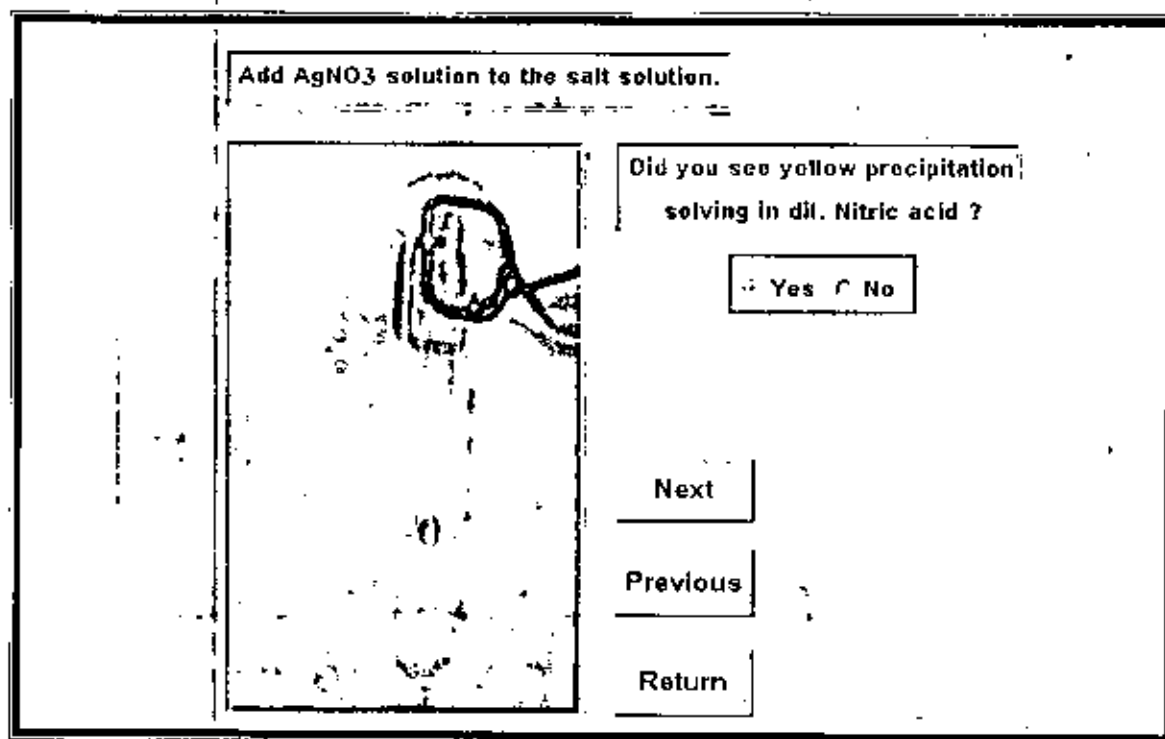 Add AgNO3 solution to the salt solution.
Did you see yellow precipitation
solving in dil. Nitric acid ?
Yes No
Next
Previous
Return